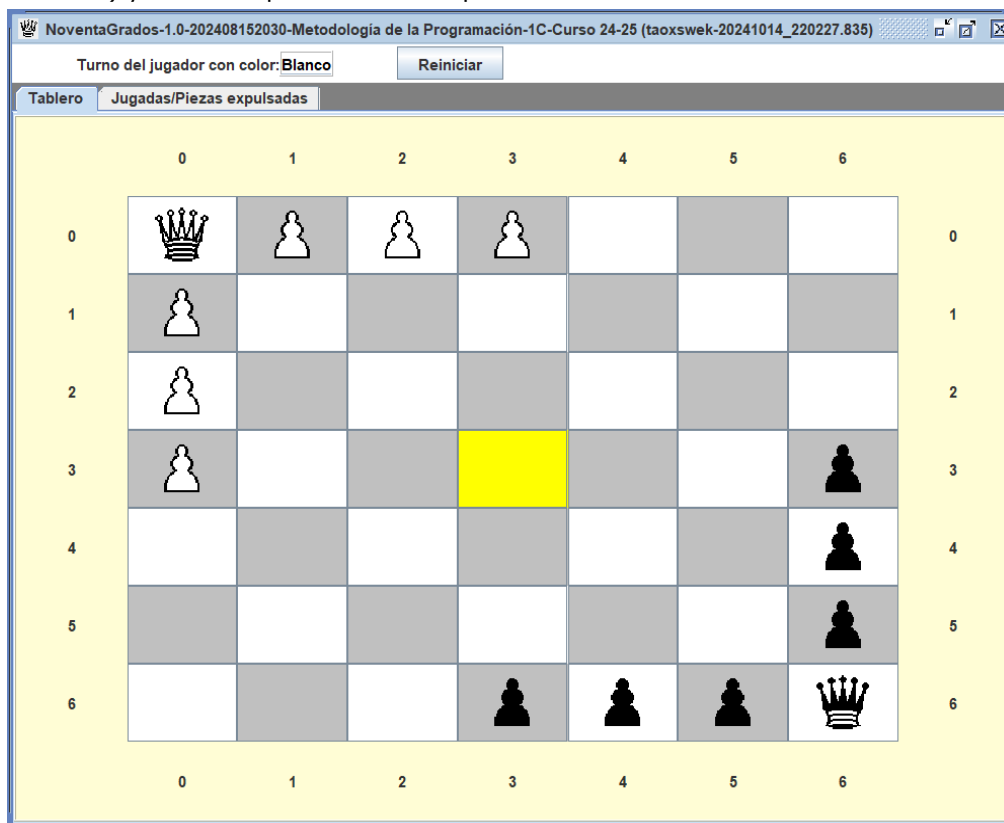 NoventaGrados-1.0-202408152030-Metodología de la Programación-1C-Curso 24-25 (taoxswek-20241014_220227.835)
Turno del jugador con color: Blanco Reiniciar
Tablero Jugadas/Piezas expulsadas
0 1 2 3 4 5 6
0 0
1 1
2 2
3 3
4 4
5 5
6 6
0 1 2 3 4 5 6